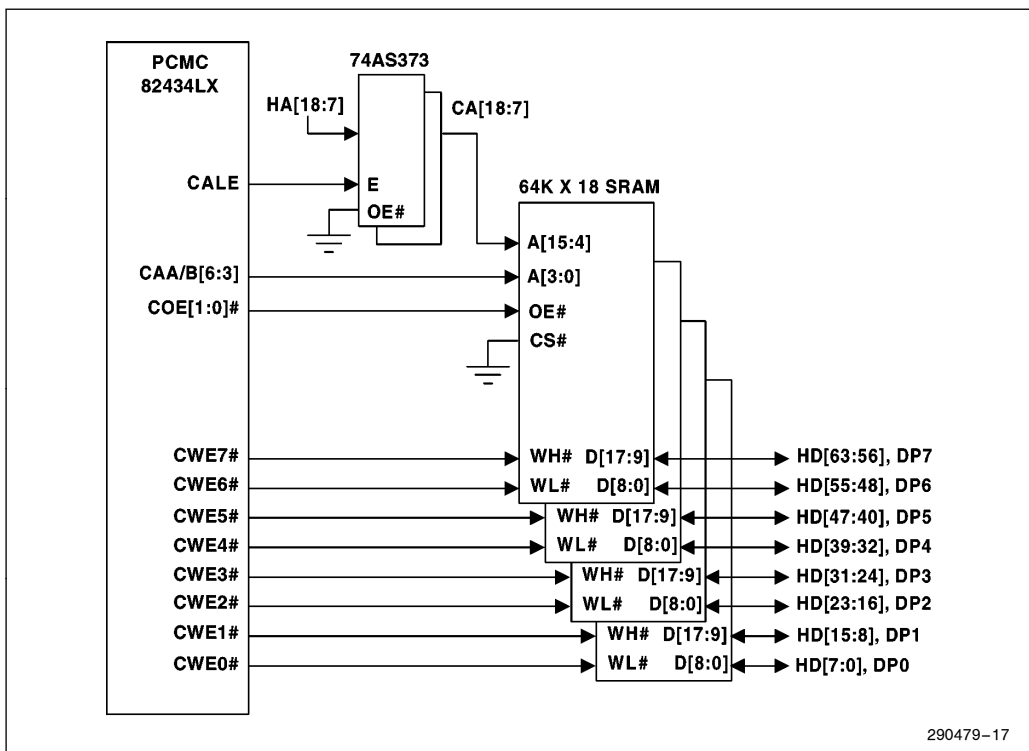 PCMC
82434LX
74AS373
HA[18:7]
CA[18:7]
CALE
E
OE#
64K X 18 SRAM
A[15:4]
CAA/B[6:3]
A[3:0]
COE[1:0]#
OE#
CS#
CWE7#
WH# D[17:9]
HD[63:56], DP7
CWE6#
WL# D[8:0]
HD[55:48], DP6
CWE5#
WH# D[17:9]
HD[47:40], DP5
CWE4#
WL# D[8:0]
HD[39:32], DP4
CWE3#
WH# D[17:9]
HD[31:24], DP3
CWE2#
WL# D[8:0]
HD[23:16], DP2
CWE1#
WH# D[17:9]
HD[15:8], DP1
CWE0#
WL# D[8:0]
HD[7:0], DP0
290479–17